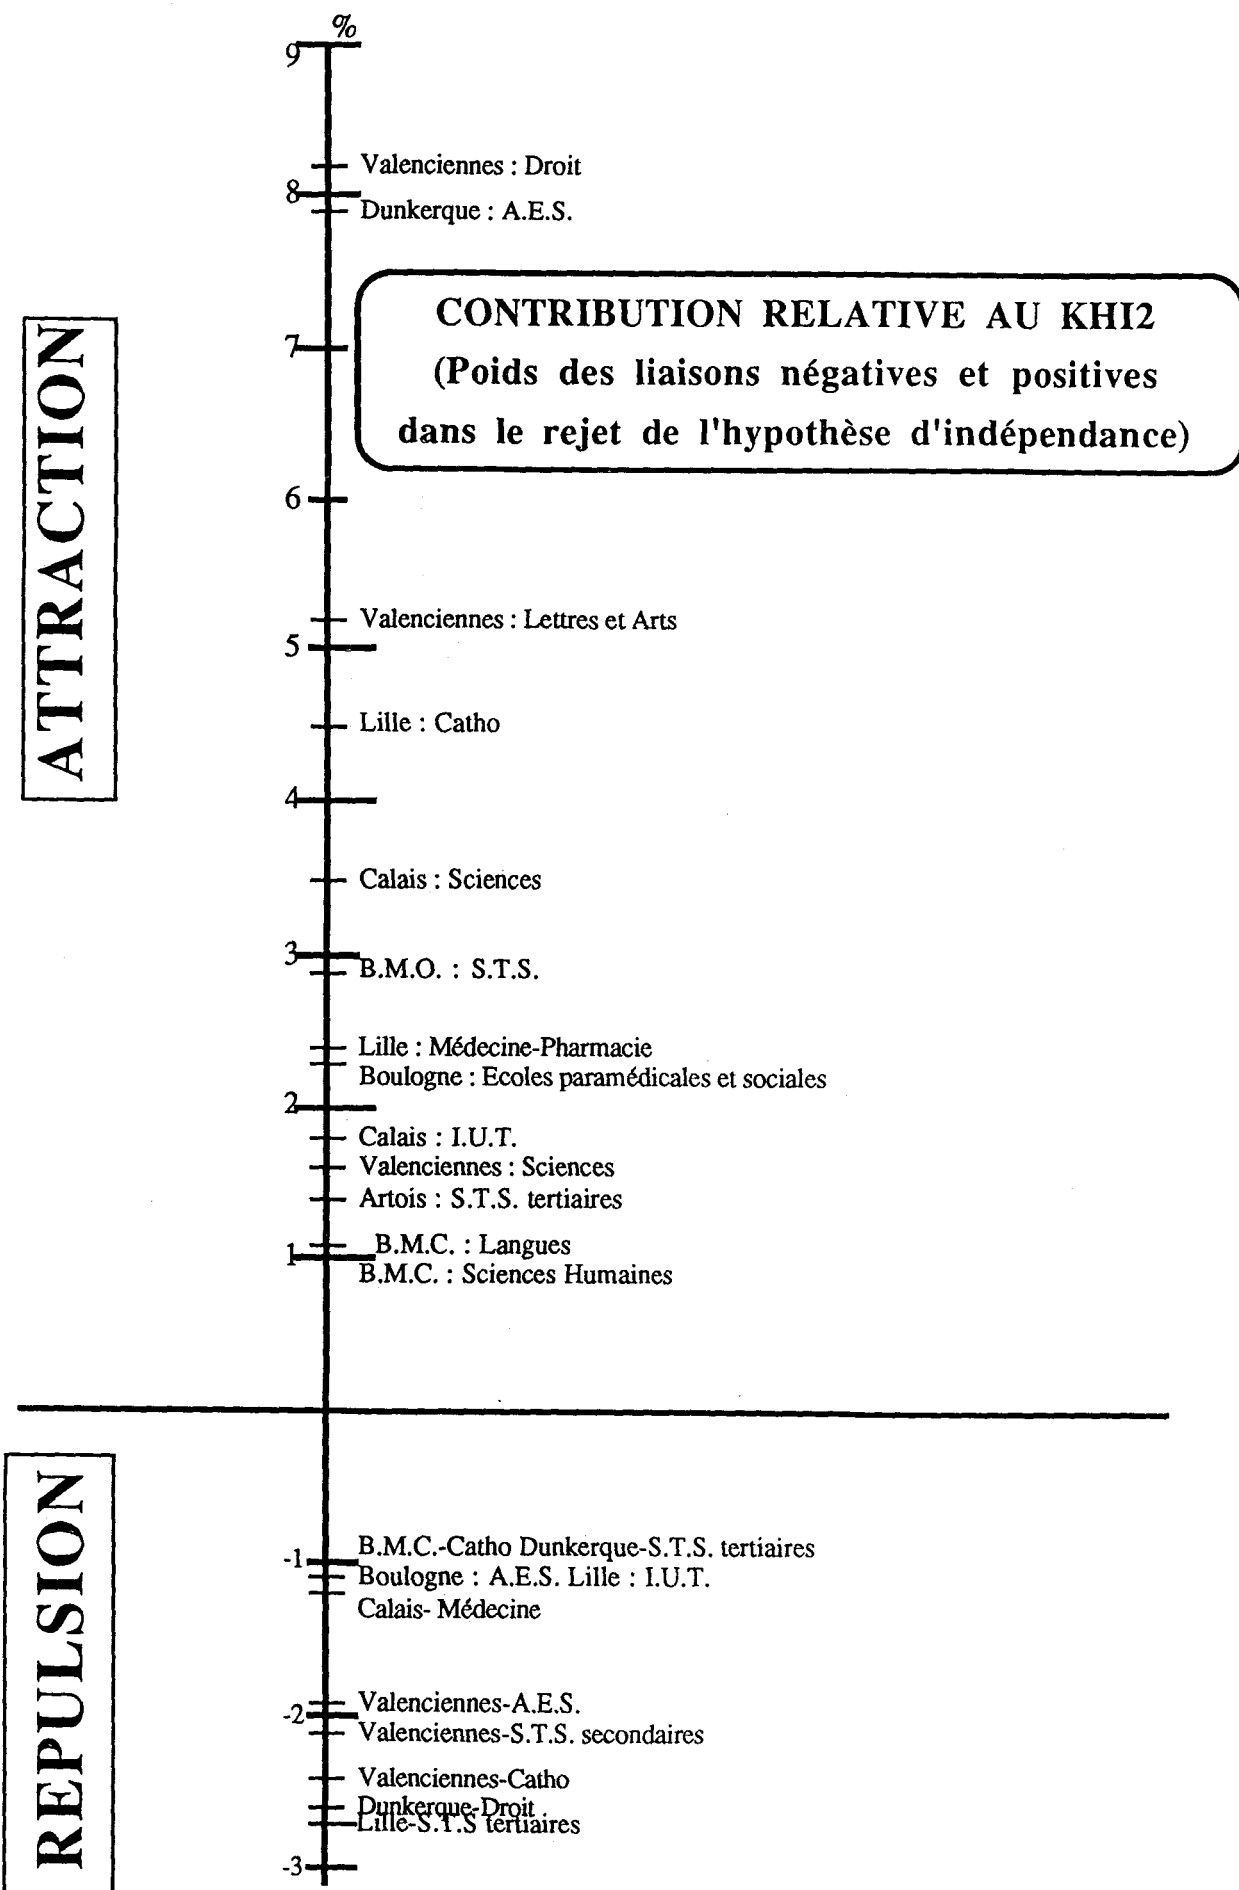 %
9
Valenciennes : Droit
8
Dunkerque : A.E.S.
CONTRIBUTION RELATIVE AU KHI2
(Poids des liaisons négatives et positives
dans le rejet de l'hypothèse d'indépendance)
7
ATTRACTION
6
Valenciennes : Lettres et Arts
5
Lille : Catho
4
Calais : Sciences
3
B.M.O. : S.T.S.
Lille : Médecine-Pharmacie
Boulogne : Ecoles paramédicales et sociales
2
Calais : I.U.T.
Valenciennes : Sciences
Artois : S.T.S. tertiaires
B.M.C. : Langues
1
B.M.C. : Sciences Humaines
REPULSION
B.M.C.-Catho Dunkerque-S.T.S. tertiaires
-1
Boulogne : A.E.S. Lille : I.U.T.
Calais- Médecine
Valenciennes-A.E.S.
-2
Valenciennes-S.T.S. secondaires
Valenciennes-Catho
Dunkerque-Droit
Lille-S.T.S tertiaires
-3